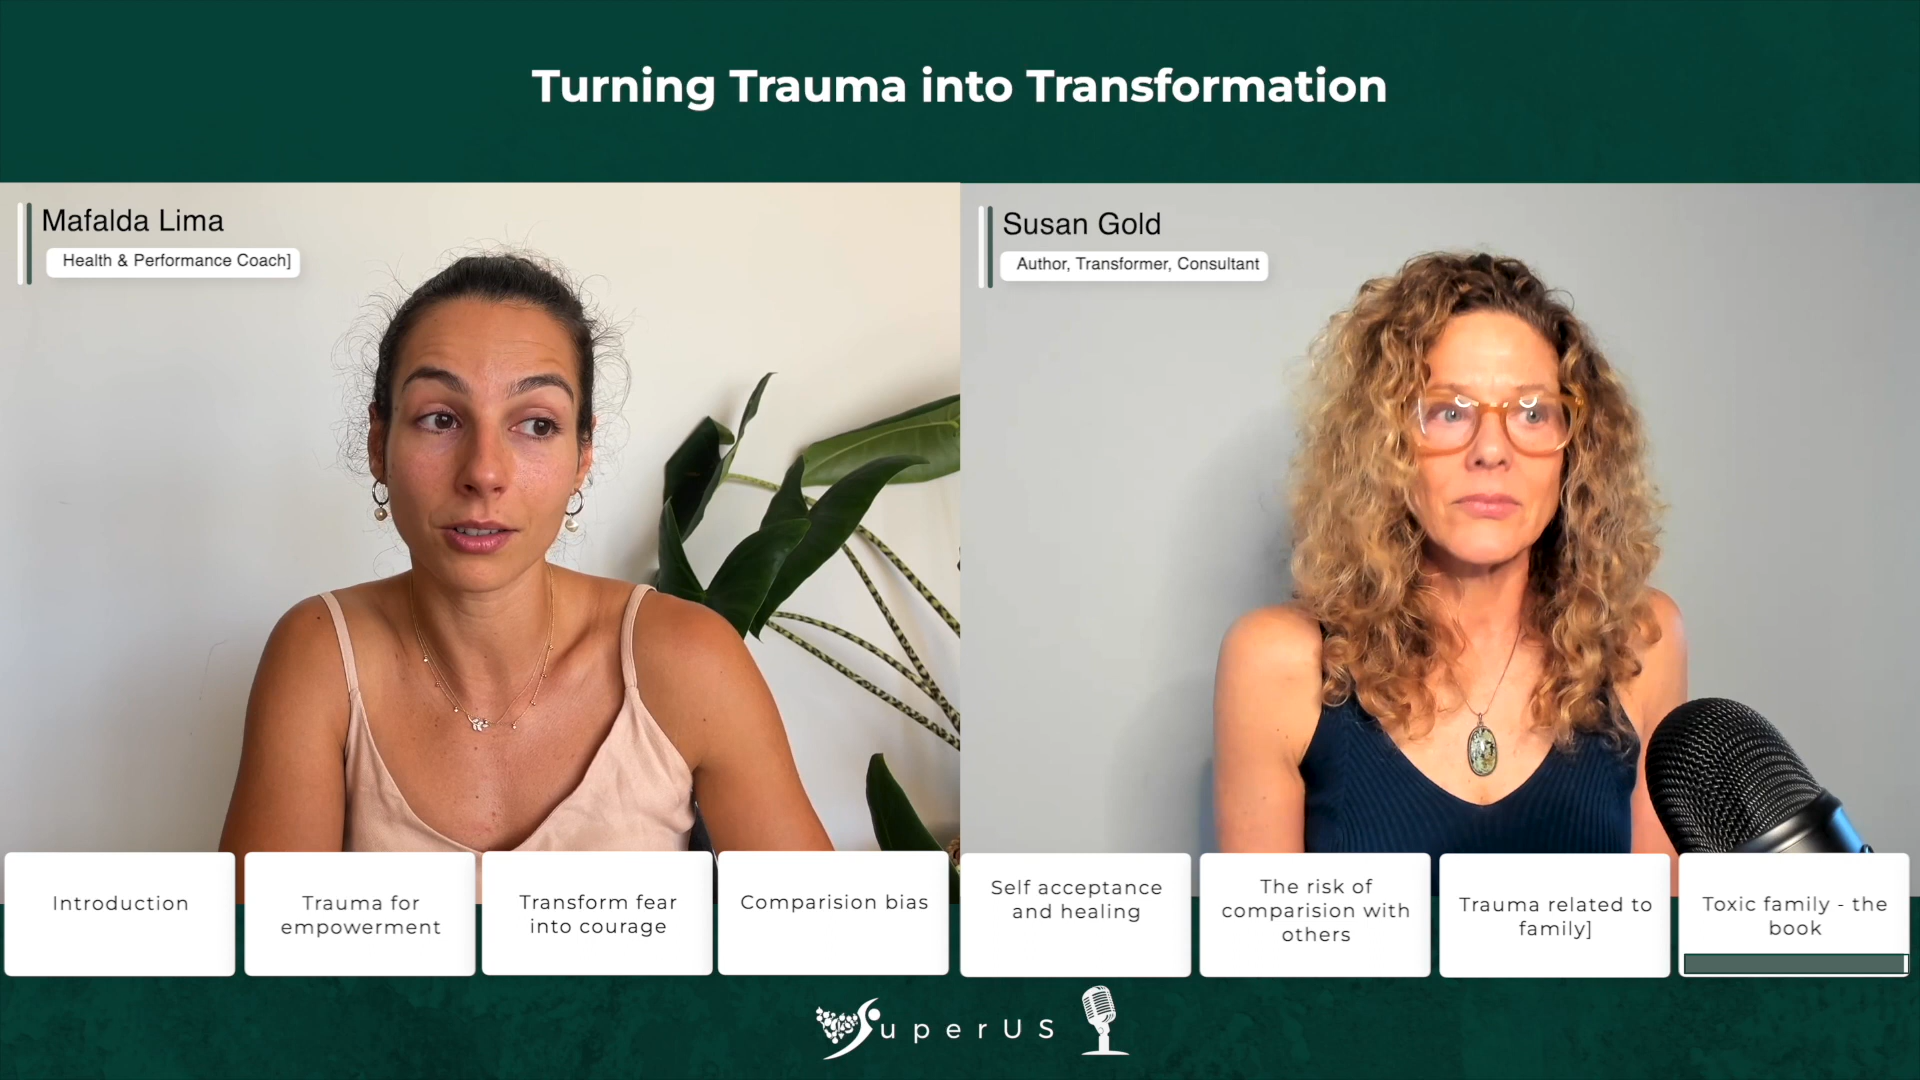 Turning Trauma into Transformation
Mafalda Lima
Health & Performance Coach]
Susan Gold
Author, Transformer, Consultant
Introduction
Trauma for
empowerment
Transform fear
into courage
Comparision bias
Self acceptance
and healing
The risk of
comparision with
others
Trauma related to
family]
Toxic family - the
book
SuperUS